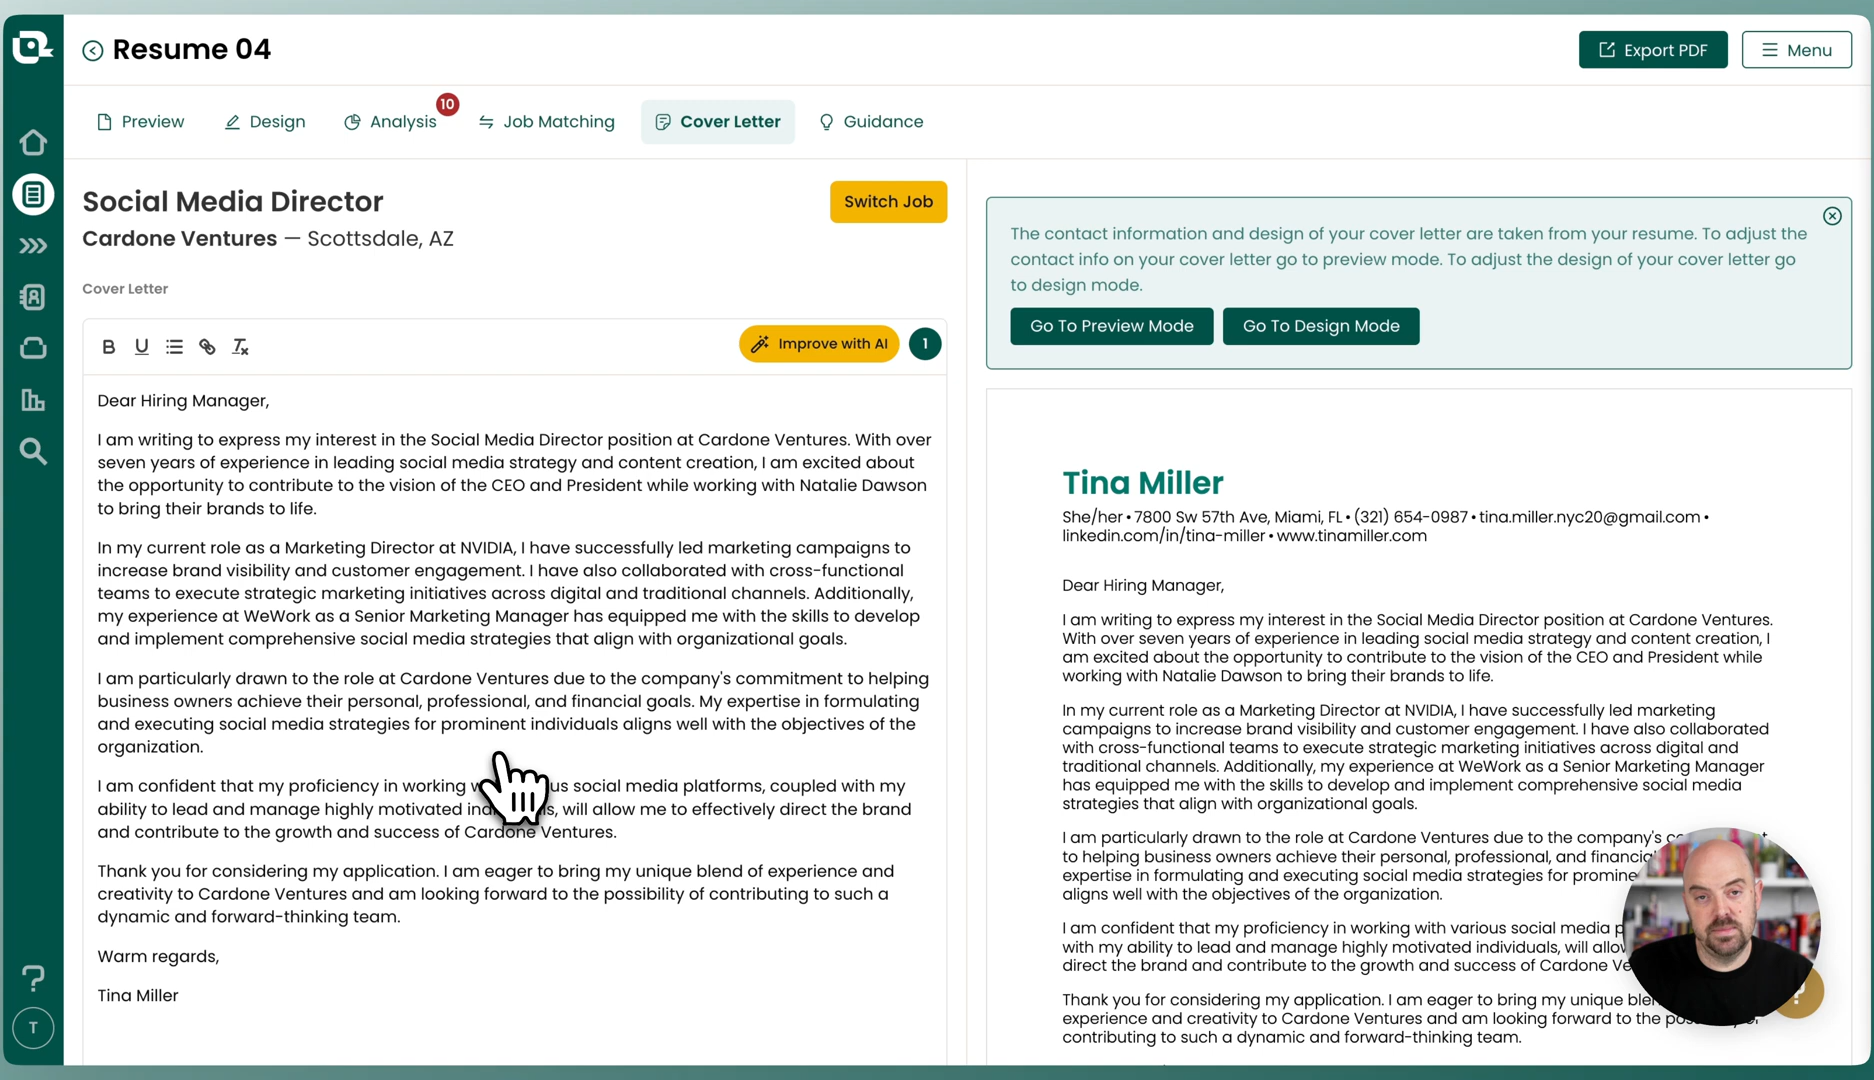 Resume 04
Export PDF
Menu
Preview
Design
Analysis
10
Job Matching
Cover Letter
Guidance
Social Media Director
Cardone Ventures — Scottsdale, AZ
Switch Job
Cover Letter
B U
Improve with AI
1
Dear Hiring Manager,
I am writing to express my interest in the Social Media Director position at Cardone Ventures. With over
seven years of experience in leading social media strategy and content creation, I am excited about
the opportunity to contribute to the vision of the CEO and President while working with Natalie Dawson
to bring their brands to life.
In my current role as a Marketing Director at NVIDIA, I have successfully led marketing campaigns to
increase brand visibility and customer engagement. I have also collaborated with cross-functional
teams to execute strategic marketing initiatives across digital and traditional channels. Additionally,
my experience at WeWork as a Senior Marketing Manager has equipped me with the skills to develop
and implement comprehensive social media strategies that align with organizational goals.
I am particularly drawn to the role at Cardone Ventures due to the company's commitment to helping
business owners achieve their personal, professional, and financial goals. My expertise in formulating
and executing social media strategies for prominent individuals aligns well with the objectives of the
organization.
I am confident that my proficiency in working social media platforms, coupled with my
ability to lead and manage highly motivated will allow me to effectively direct the brand
and contribute to the growth and success of Cardone Ventures.
Thank you for considering my application. I am eager to bring my unique blend of experience and
creativity to Cardone Ventures and am looking forward to the possibility of contributing to such a
dynamic and forward-thinking team.
Warm regards,
Tina Miller
T
The contact information and design of your cover letter are taken from your resume. To adjust the
contact info on your cover letter go to preview mode. To adjust the design of your cover letter go
to design mode.
Go To Preview Mode
Go To Design Mode
Tina Miller
She/her • 7800 Sw 57th Ave, Miami, FL • (321) 654-0987 • tina.miller.nyc20@gmail.com •
linkedin.com/in/tina-miller • www.tinamiller.com
Dear Hiring Manager,
I am writing to express my interest in the Social Media Director position at Cardone Ventures.
With over seven years of experience in leading social media strategy and content creation, I
am excited about the opportunity to contribute to the vision of the CEO and President while
working with Natalie Dawson to bring their brands to life.
In my current role as a Marketing Director at NVIDIA, I have successfully led marketing
campaigns to increase brand visibility and customer engagement. I have also collaborated
with cross-functional teams to execute strategic marketing initiatives across digital and
traditional channels. Additionally, my experience at WeWork as a Senior Marketing Manager
has equipped me with the skills to develop and implement comprehensive social media
strategies that align with organizational goals.
I am particularly drawn to the role at Cardone Ventures due to the company's
to helping business owners achieve their personal, professional, and
expertise in formulating and executing social media strategies for
aligns well with the objectives of the organization.
I am confident that my proficiency in working with various social media
with my ability to lead and manage highly motivated individuals, will
direct the brand and contribute to the growth and success of Cardone
Thank you for considering my application. I am eager to bring my unique
experience and creativity to Cardone Ventures and am looking forward to the
contributing to such a dynamic and forward-thinking team.